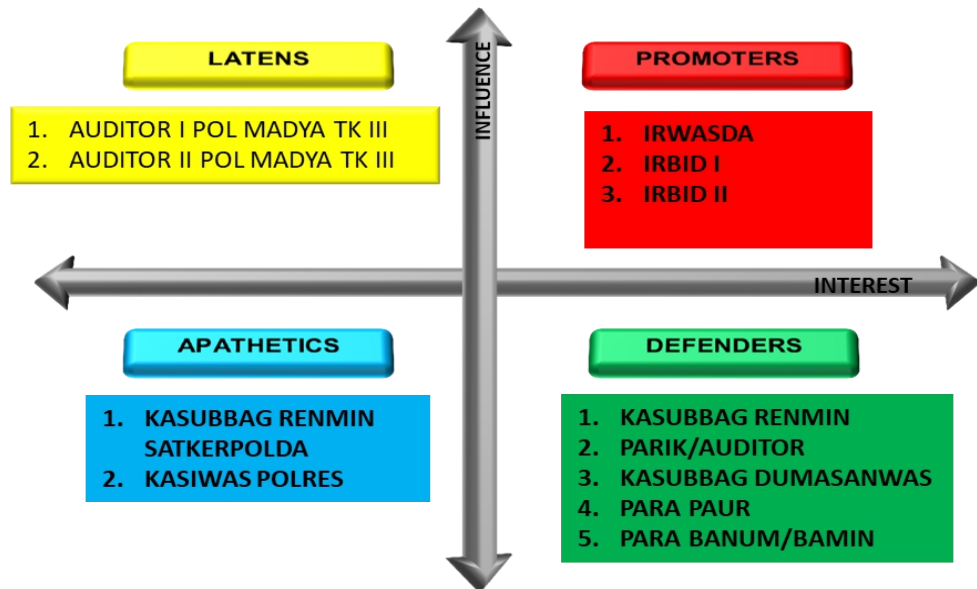 LATENS
1. AUDITOR I POL MADYA TK III
2. AUDITOR II POL MADYA TK III
INFLUENCE
PROMOTERS
1. IRWASDA
2. IRBID I
3. IRBID II
INTEREST
APATHETICS
1. KASUBBAG RENMIN
SATKERPOLDA
2. KASIWAS POLRES
DEFENDERS
1. KASUBBAG RENMIN
2. PARIK/AUDITOR
3. KASUBBAG DUMASANWAS
4. PARA PAUR
5. PARA BANUM/BAMIN